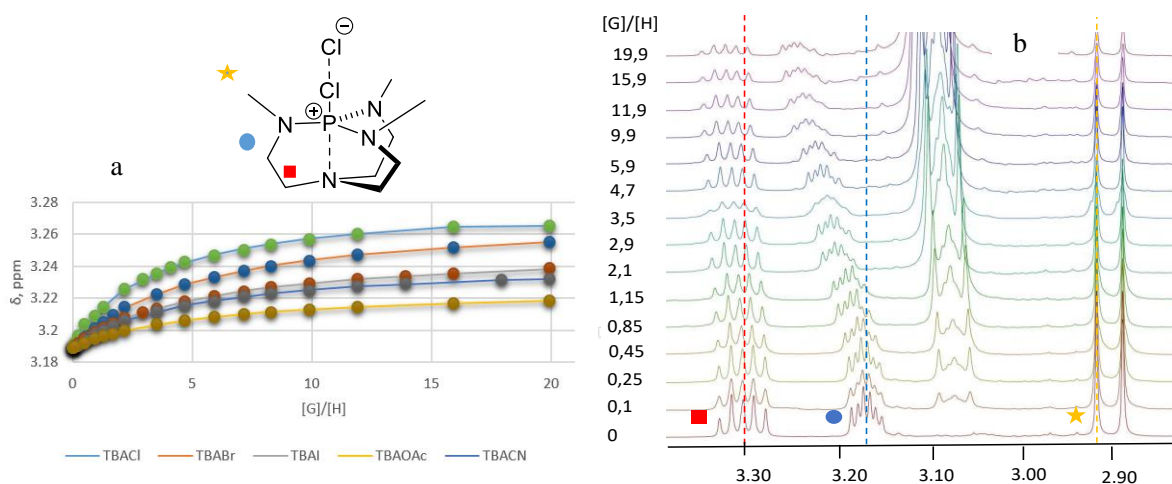 Cl
−
Cl
+
P
N
N
N
N
a
3.28
3.26
3.24
3.22
3.2
3.18
δ, ppm
0
5
10
15
20
[G]/[H]
TBACl
TBABr
TBAI
TBAOAc
TBACN
[G]/[H]
b
19,9
15,9
11,9
9,9
5,9
4,7
3,5
2,9
2,1
1,15
0,85
0,45
0,25
0,1
0
3.30
3.20
3.10
3.00
2.90